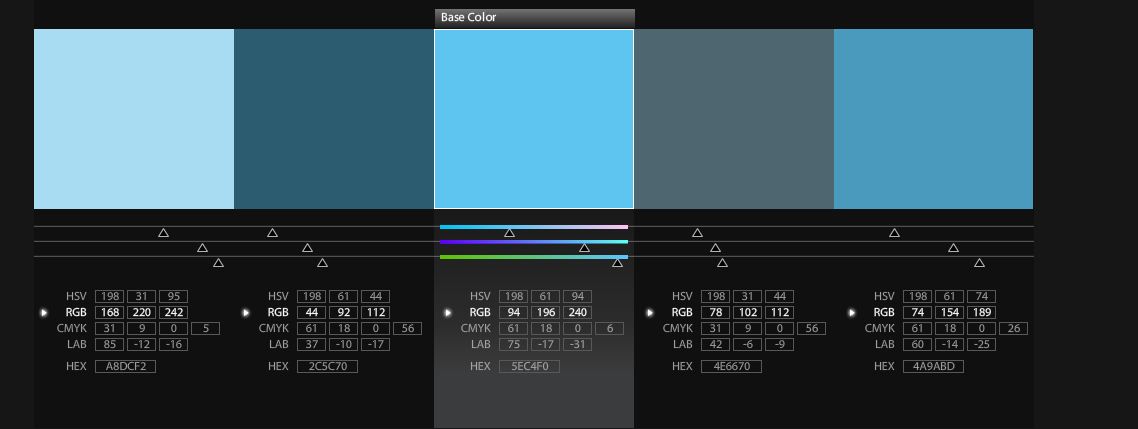 Base Color
HSV 198 31 95
RGB 168 220 242
CMYK 31 9 0 5
LAB 85 -12 -16
HEX A8DCF2
HSV 198 61 44
RGB 44 92 112
CMYK 61 18 0 56
LAB 37 -10 -17
HEX 2C5C70
HSV 198 61 94
RGB 94 196 240
CMYK 61 18 0 6
LAB 75 -17 -31
HEX 5EC4F0
HSV 198 31 44
RGB 78 102 112
CMYK 31 9 0 56
LAB 42 -6 -9
HEX 4E6670
HSV 198 61 74
RGB 74 154 189
CMYK 61 18 0 26
LAB 60 -14 -25
HEX 4A9ABD